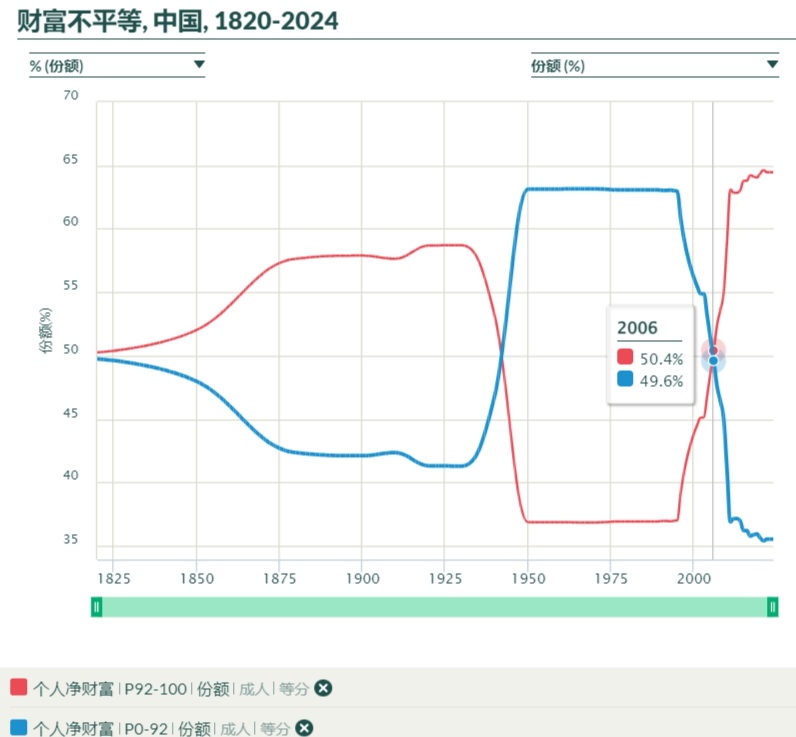 财富不平等, 中国, 1820-2024
% (份额)
份额 (%)
70
65
60
55
50
45
40
35
份额(%)
2006
50.4%
49.6%
1825 1850 1875 1900 1925 1950 1975 2000
个人净财富 | P92-100 | 份额 | 成人 | 等分
个人净财富 | P0-92 | 份额 | 成人 | 等分